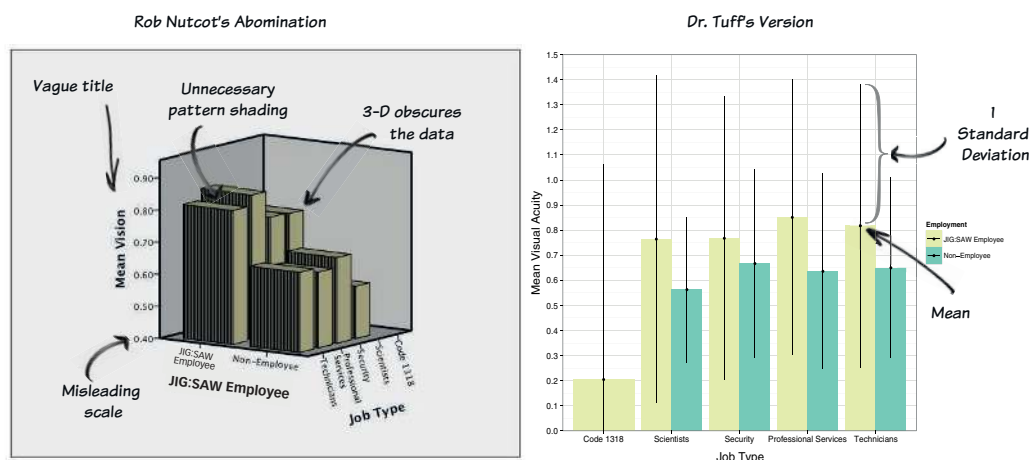 Rob Nutcot's Abomination
Vague title
Unnecessary
pattern shading
3-D obscures
the data
Mean Vision
0.90
0.80
0.70
0.60
0.50
0.40
JIG:SAW
Employee
Non-Employee
JIG:SAW Employee
Technicians
Professional
Services
Security
Scientists
Code 1318
Job Type
Misleading
scale
Dr. Tuff's Version
Mean Visual Acuity
1.5
1.4
1.3
1.2
1.1
1.0
0.9
0.8
0.7
0.6
0.5
0.4
0.3
0.2
0.1
0.0
Code 1318
Scientists
Security
Professional Services
Technicians
Job Type
1
Standard
Deviation
Employment
JIG:SAW Employee
Non-Employee
Mean